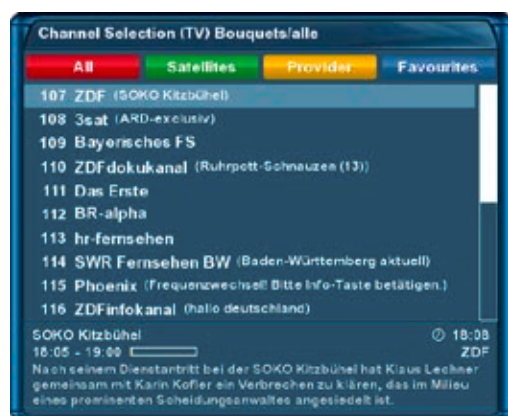 Channel Selection (TV) Bouquets/alle
All Satellites Provider Favourites
107 ZDF (SOKO Kitzbühel)
108 3sat (ARD-exclusiv)
109 Bayerisches FS
110 ZDFdokukanal (Ruhrpott-Schnauzen (13))
111 Das Erste
112 BR-alpha
113 hr-fernsehen
114 SWR Fernsehen BW (Baden-Württemberg aktuell)
115 Phoenix (Frequenzwechsel! Bitte Info-Taste betätigen.)
116 ZDFinfokanal (hallo deutschland)
SOKO Kitzbühel 18:08
18:05 - 19:00 ZDF
Nach seinem Dienstantritt bei der SOKO Kitzbühel hat Klaus Lechner
gemeinsam mit Karin Kofler ein Verbrechen zu klären, das im Milieu
eines prominenten Scheidungsanwaltes angesiedelt ist.